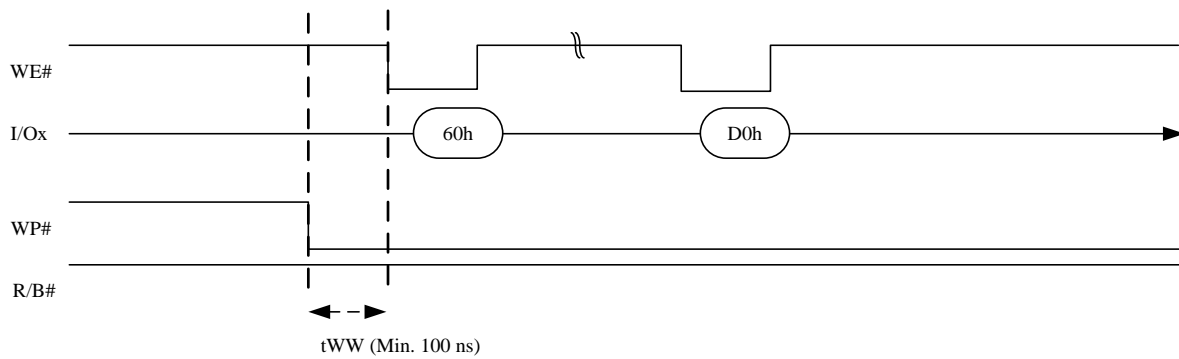 WE#
I/Ox
60h
D0h
WP#
R/B#
tWW (Min. 100 ns)